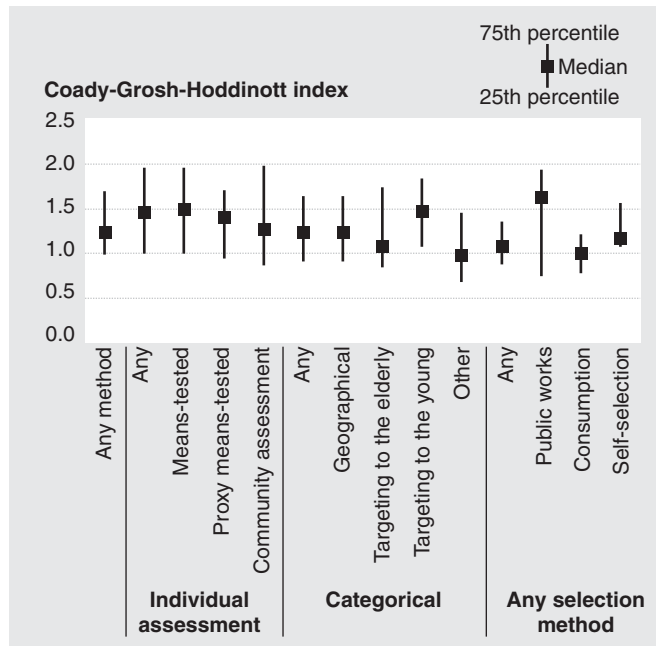 75th percentile
Median
25th percentile
Coady-Grosh-Hoddinott index
2.5
2.0
1.5
1.0
0.5
0.0
Any method
Any
Means-tested
Proxy means-tested
Community assessment
Any
Geographical
Targeting to the elderly
Targeting to the young
Other
Any
Public works
Consumption
Self-selection
Individual
assessment
Categorical
Any selection
method